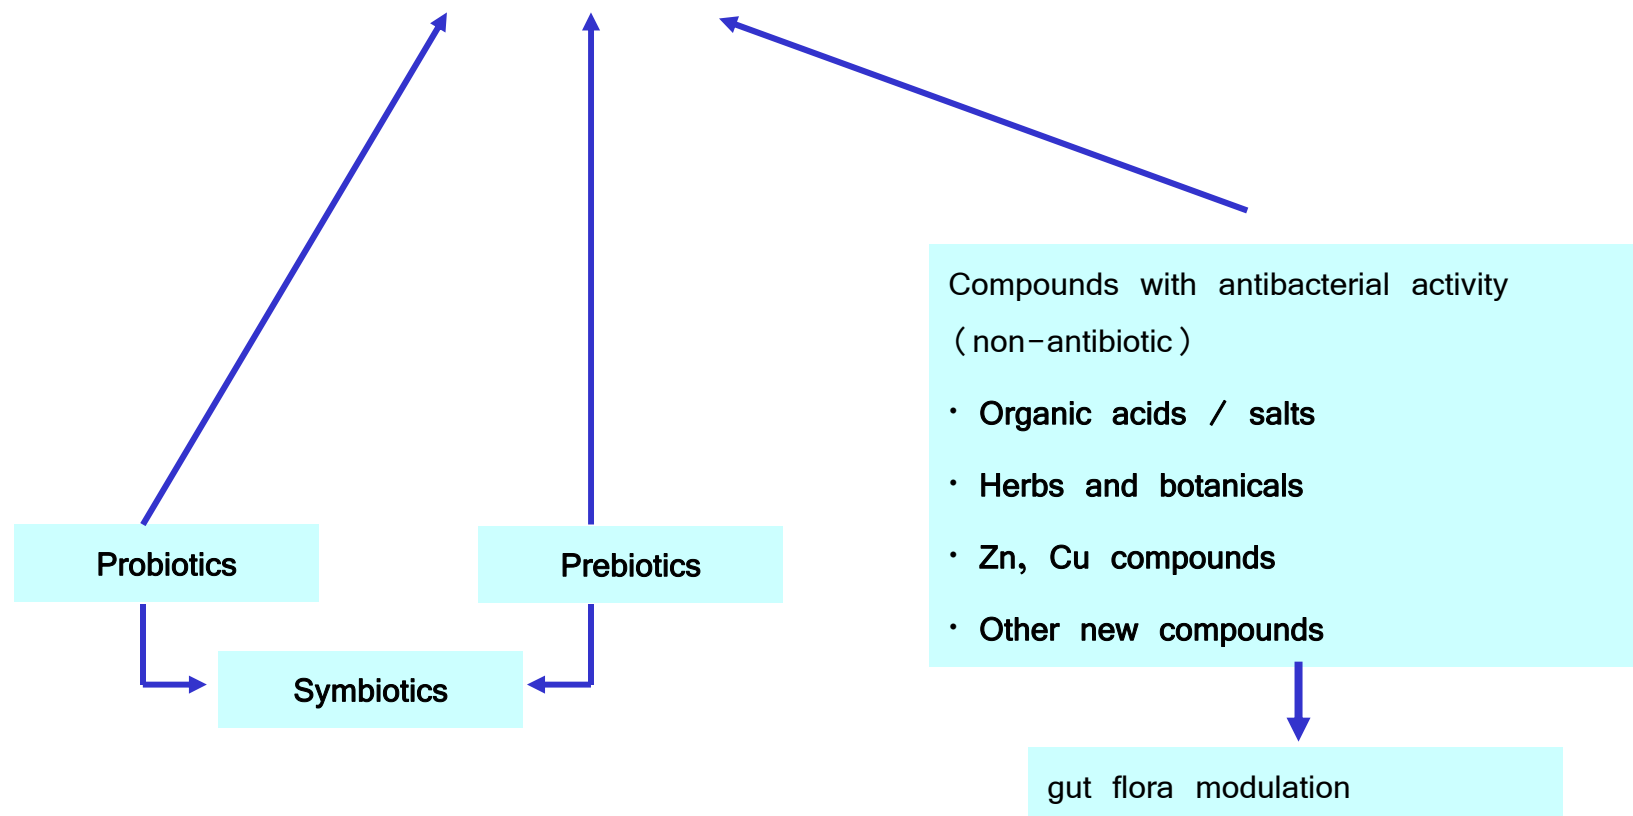 Compounds with antibacterial activity
（non-antibiotic）
· Organic acids / salts
· Herbs and botanicals
· Zn, Cu compounds
· Other new compounds
Probiotics
Prebiotics
Symbiotics
gut flora modulation